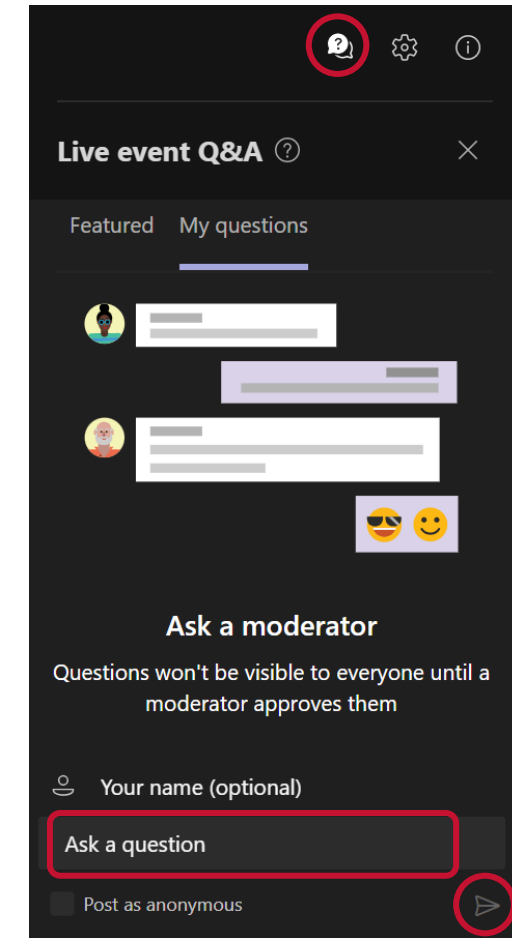 Live event Q&A
Featured My questions
Ask a moderator
Questions won't be visible to everyone until a
moderator approves them
Your name (optional)
Ask a question
Post as anonymous